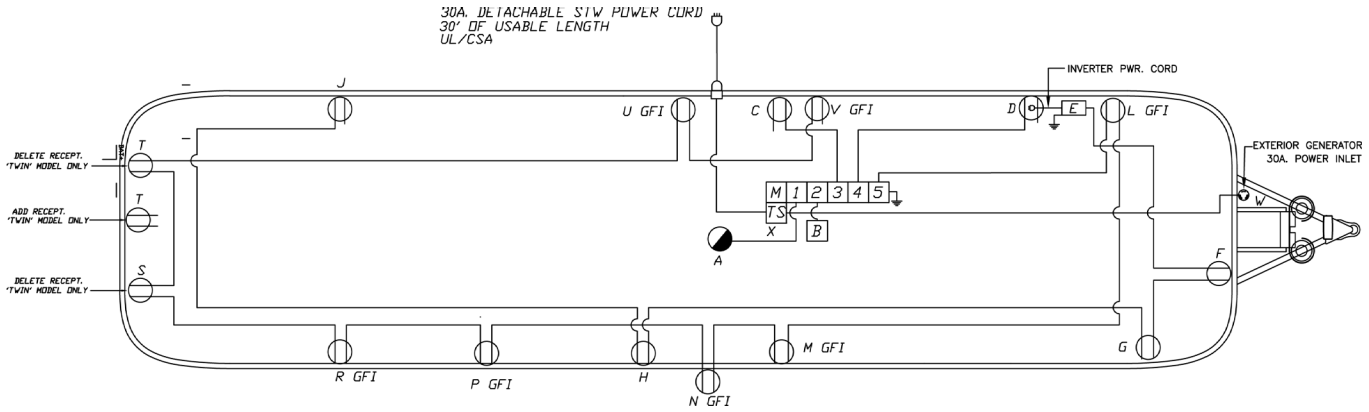 30A. DETACHABLE STW POWER CORD
30' OF USABLE LENGTH
UL/CSA
INVERTER PWR. CORD
J
U GFI
C
V GFI
D
E
L GFI
EXTERIOR GENERATOR
30A. POWER INLET
BAT.
T
DELETE RECEPT.
'TWIN' MODEL ONLY
M 1 2 3 4 5
T
ADD RECEPT.
'TWIN' MODEL ONLY
TS
X
B
W
A
F
S
DELETE RECEPT.
'TWIN' MODEL ONLY
R GFI
P GFI
H
M GFI
G
N GFI